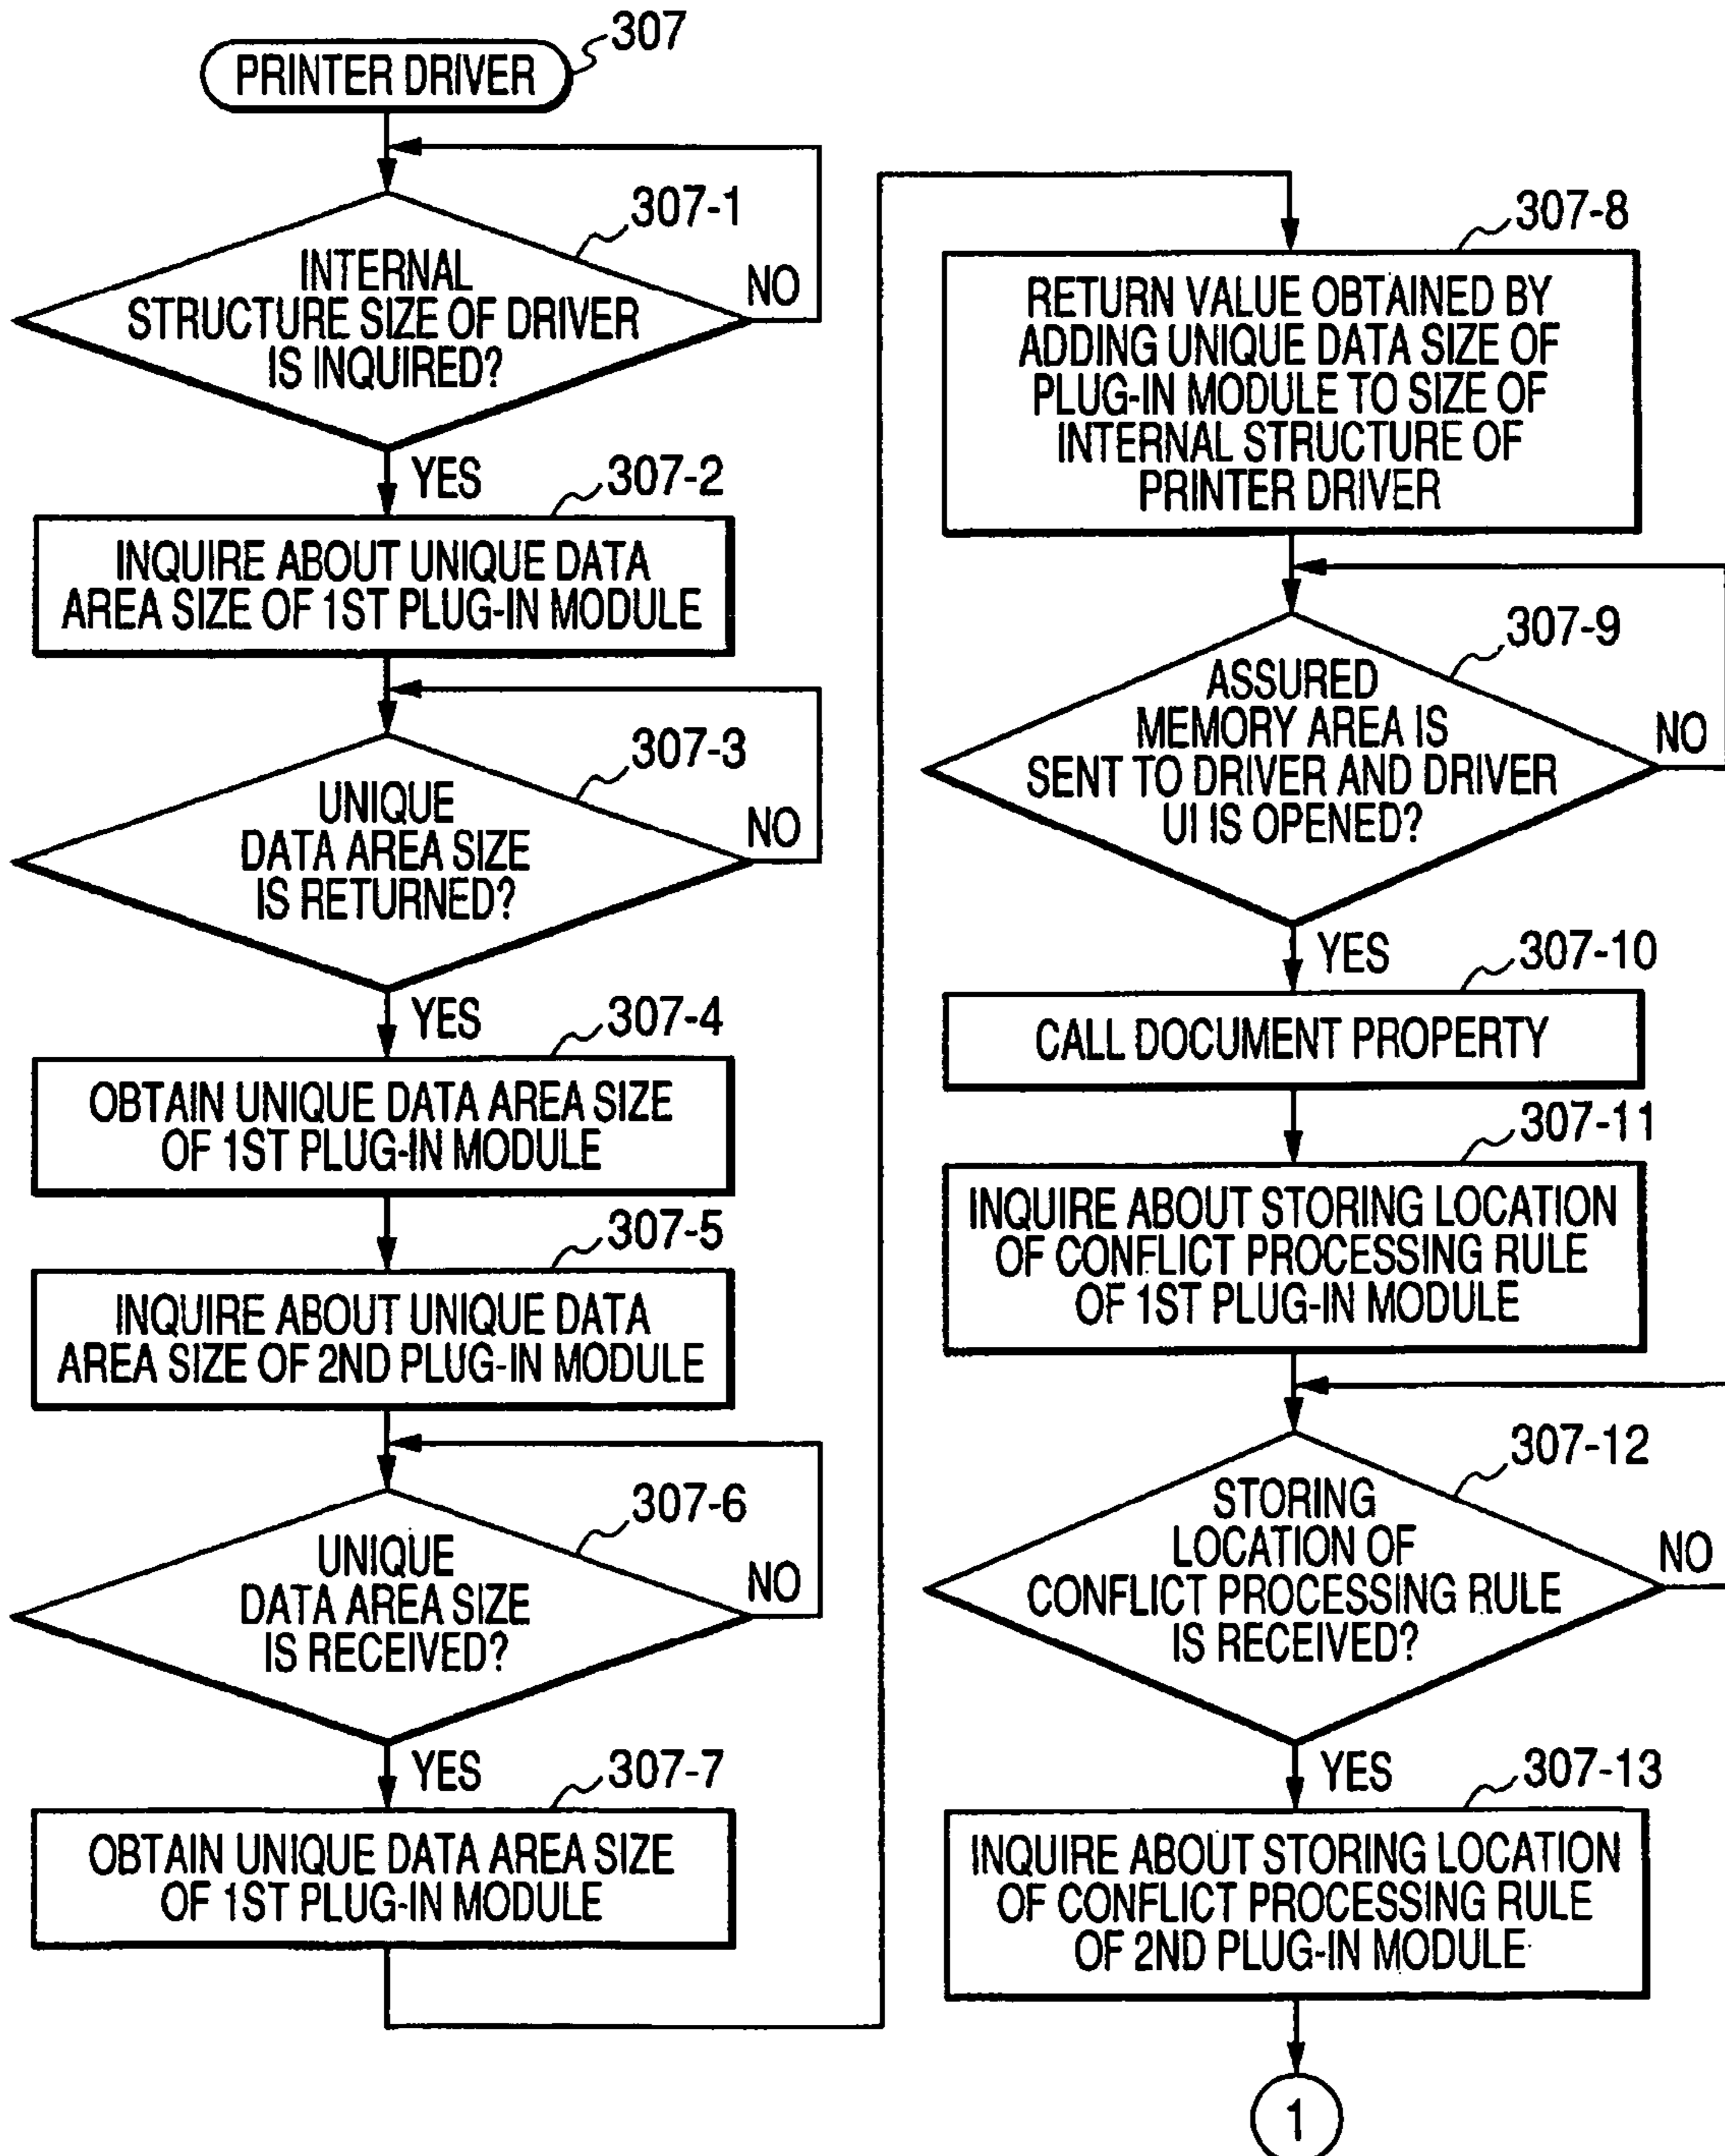 PRINTER DRIVER
307
307-1
INTERNAL
STRUCTURE SIZE OF DRIVER
IS INQUIRED?
NO
YES
307-2
INQUIRE ABOUT UNIQUE DATA
AREA SIZE OF 1ST PLUG-IN MODULE
307-3
UNIQUE
DATA AREA SIZE
IS RETURNED?
NO
YES
307-4
OBTAIN UNIQUE DATA AREA SIZE
OF 1ST PLUG-IN MODULE
307-5
INQUIRE ABOUT UNIQUE DATA
AREA SIZE OF 2ND PLUG-IN MODULE
307-6
UNIQUE
DATA AREA SIZE
IS RECEIVED?
NO
YES
307-7
OBTAIN UNIQUE DATA AREA SIZE
OF 1ST PLUG-IN MODULE
307-8
RETURN VALUE OBTAINED BY
ADDING UNIQUE DATA SIZE OF
PLUG-IN MODULE TO SIZE OF
INTERNAL STRUCTURE OF
PRINTER DRIVER
307-9
ASSURED
MEMORY AREA IS
SENT TO DRIVER AND DRIVER
UI IS OPENED?
NO
YES
307-10
CALL DOCUMENT PROPERTY
307-11
INQUIRE ABOUT STORING LOCATION
OF CONFLICT PROCESSING RULE
OF 1ST PLUG-IN MODULE
307-12
STORING
LOCATION OF
CONFLICT PROCESSING RULE
IS RECEIVED?
NO
YES
307-13
INQUIRE ABOUT STORING LOCATION
OF CONFLICT PROCESSING RULE
OF 2ND PLUG-IN MODULE
1